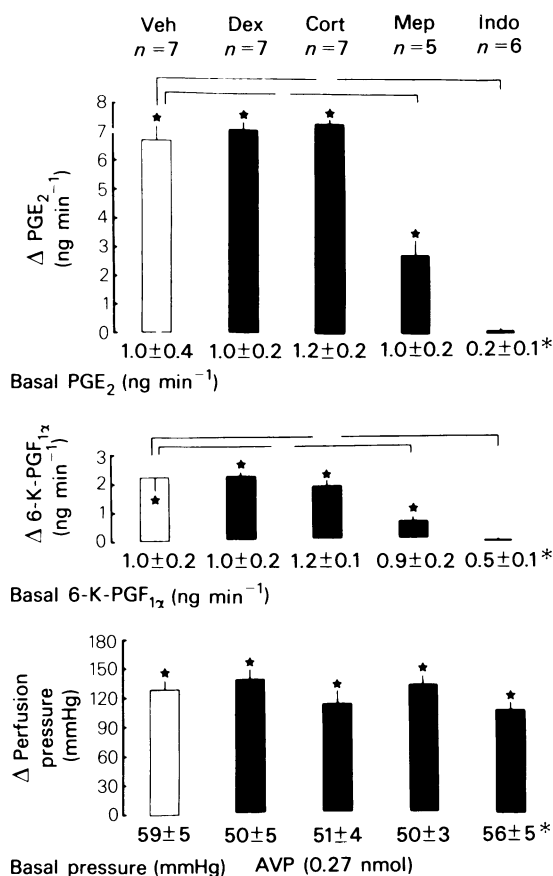 Veh Dex Cort Mep Indo
n=7 n=7 n=7 n=5 n=6
8
7
6
5
4
3
2
1
0
Δ PGE₂
(ng min⁻¹)
1.0±0.4 1.0±0.2 1.2±0.2 1.0±0.2 0.2±0.1*
Basal PGE₂ (ng min⁻¹)
3
2
1
0
Δ 6-K-PGF₁α
(ng min⁻¹)
1.0±0.2 1.0±0.2 1.2±0.1 0.9±0.2 0.5±0.1*
Basal 6-K-PGF₁α (ng min⁻¹)
180
150
120
90
60
30
0
Δ Perfusion
pressure
(mmHg)
59±5 50±5 51±4 50±3 56±5*
Basal pressure (mmHg) AVP (0.27 nmol)